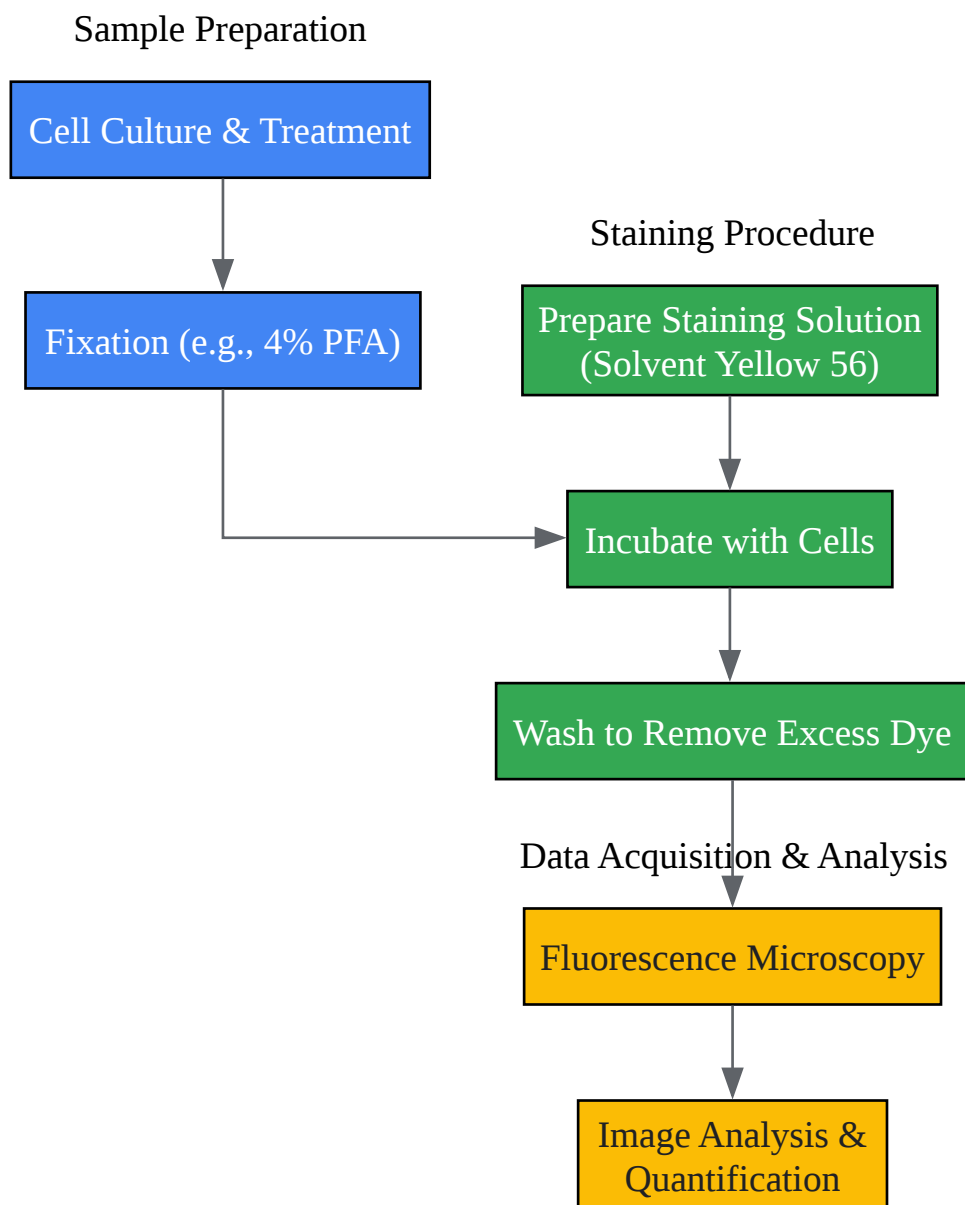 Sample Preparation
Cell Culture & Treatment
Fixation (e.g., 4% PFA)
Staining Procedure
Prepare Staining Solution
(Solvent Yellow 56)
Incubate with Cells
Wash to Remove Excess Dye
Data Acquisition & Analysis
Fluorescence Microscopy
Image Analysis &
Quantification